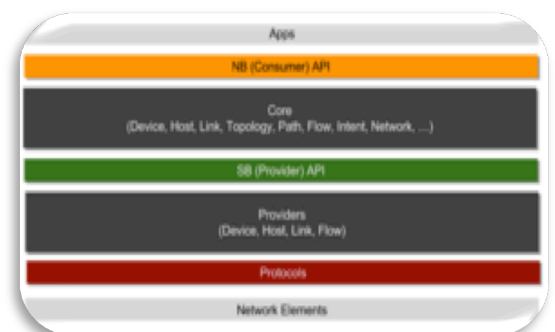 Apps
NB (Consumer) API
Core
(Device, Host, Link, Topology, Path, Flow, Intent, Network, ...)
SB (Provider) API
Providers
(Device, Host, Link, Flow)
Protocols
Network Elements